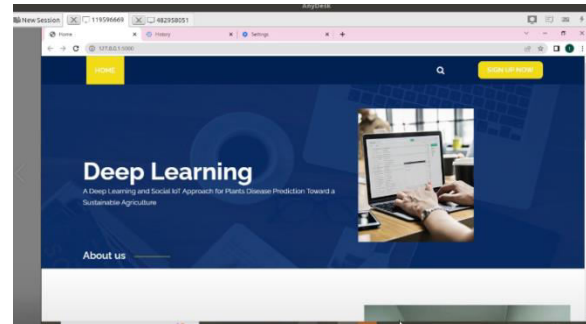 AnyDesk
New Session 119596669 482958051
Home History Settings
127.0.0.1:5000
HOME SIGN UP NOW
Deep Learning
A Deep Learning and Social IoT Approach for Plants Disease Prediction Toward a
Sustainable Agriculture
About us